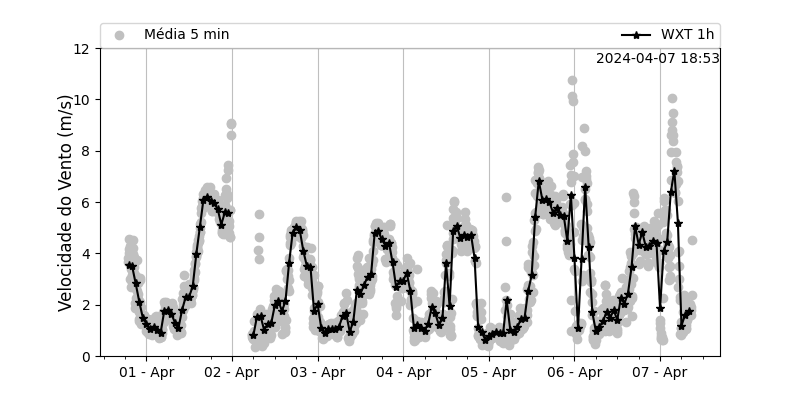 Média 5 min
WXT 1h
2024-04-07 18:53
Velocidade do Vento (m/s)
12
10
8
6
4
2
0
01 - Apr
02 - Apr
03 - Apr
04 - Apr
05 - Apr
06 - Apr
07 - Apr